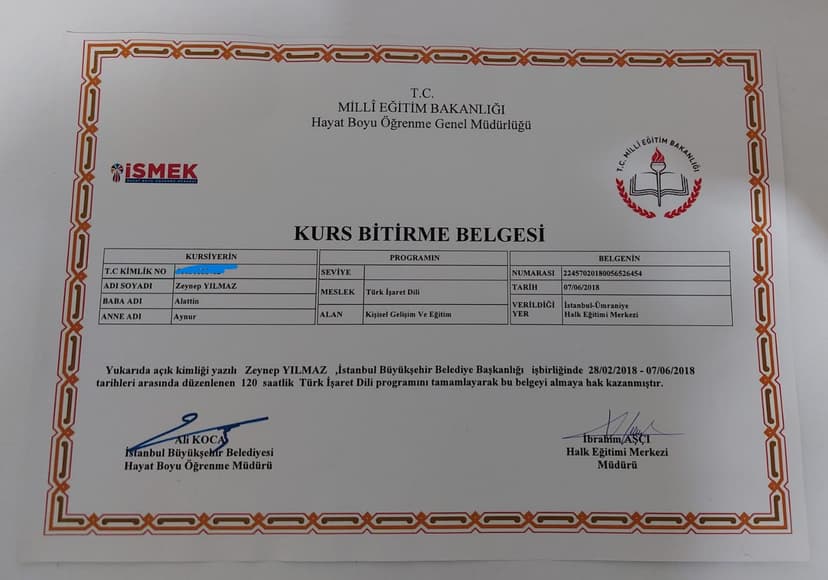 T.C.
MİLLÎ EĞİTİM BAKANLIĞI
Hayat Boyu Öğrenme Genel Müdürlüğü
İSMEK
HAYAT BOYU ÖĞRENME MERKEZİ
T.C. MİLLİ EĞİTİM BAKANLIĞI
KURS BİTİRME BELGESİ
KURSİYERİN
T.C KİMLİK NO
ADI SOYADI Zeynep YILMAZ
BABA ADI Alattin
ANNE ADI Aynur
PROGRAMIN
SEVİYE
MESLEK Türk İşaret Dili
ALAN Kişisel Gelişim Ve Eğitim
BELGENİN
NUMARASI 22457020180056526454
TARİH 07/06/2018
VERİLDİĞİ YER İstanbul-Ümraniye
Halk Eğitimi Merkezi
Yukarıda açık kimliği yazılı Zeynep YILMAZ ,İstanbul Büyükşehir Belediye Başkanlığı işbirliğinde 28/02/2018 - 07/06/2018
tarihleri arasında düzenlenen 120 saatlik Türk İşaret Dili programını tamamlayarak bu belgeyi almaya hak kazanmıştır.
Ali KOCA
İstanbul Büyükşehir Belediyesi
Hayat Boyu Öğrenme Müdürü
İbrahim AŞÇI
Halk Eğitimi Merkezi
Müdürü